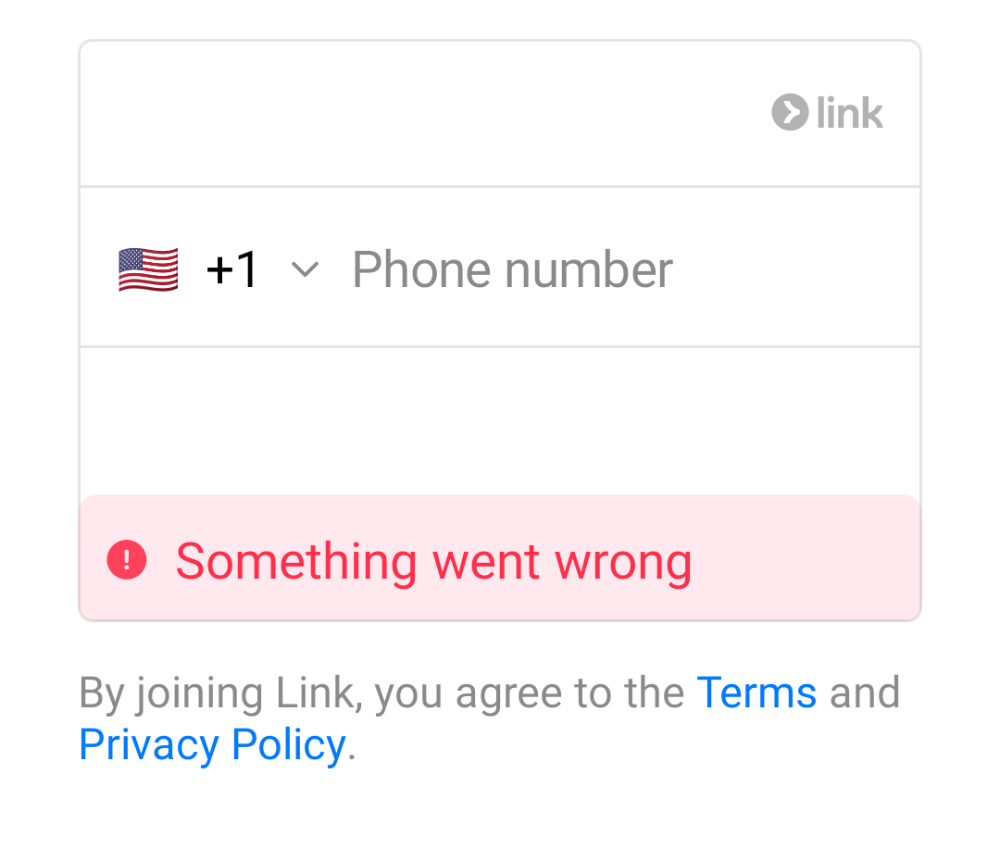 link
+1 Phone number
Something went wrong
By joining Link, you agree to the Terms and
Privacy Policy.